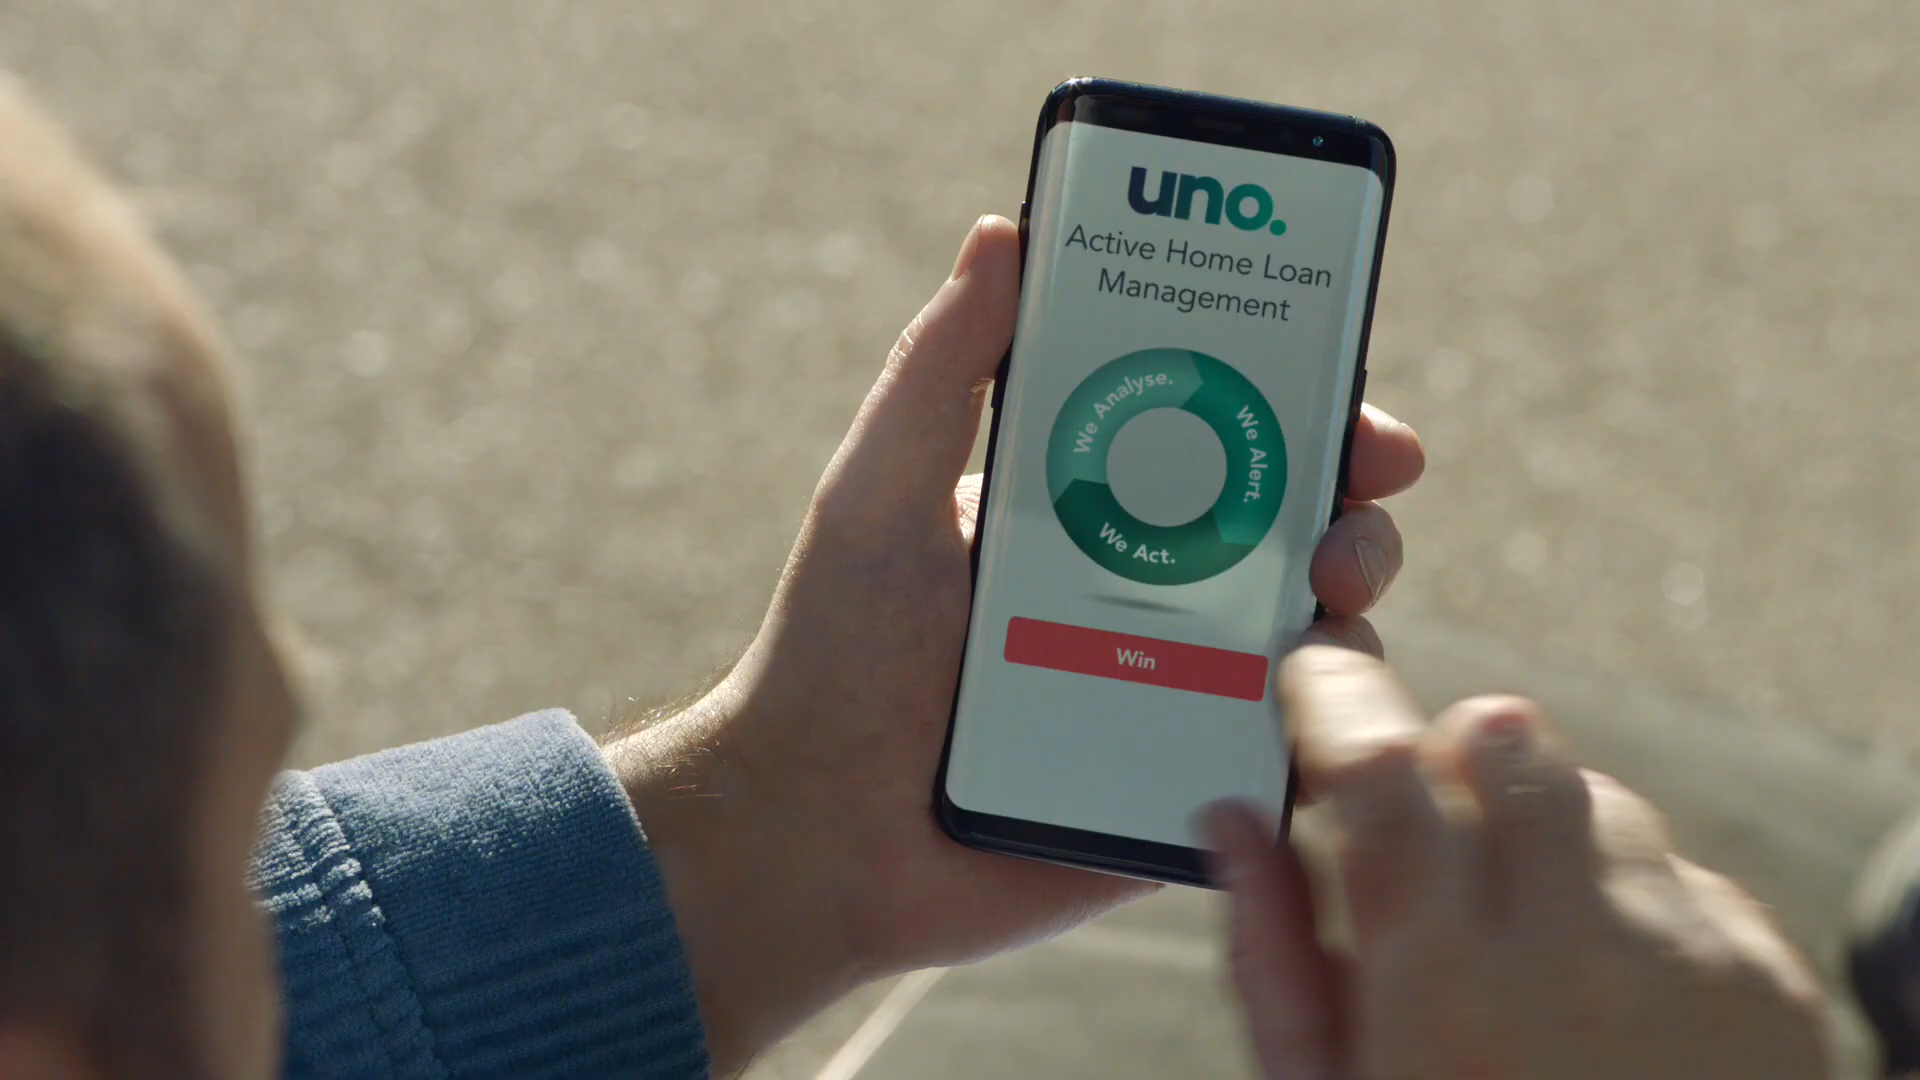 uno.
Active Home Loan
Management
We Analyse.
We Alert.
We Act.
Win